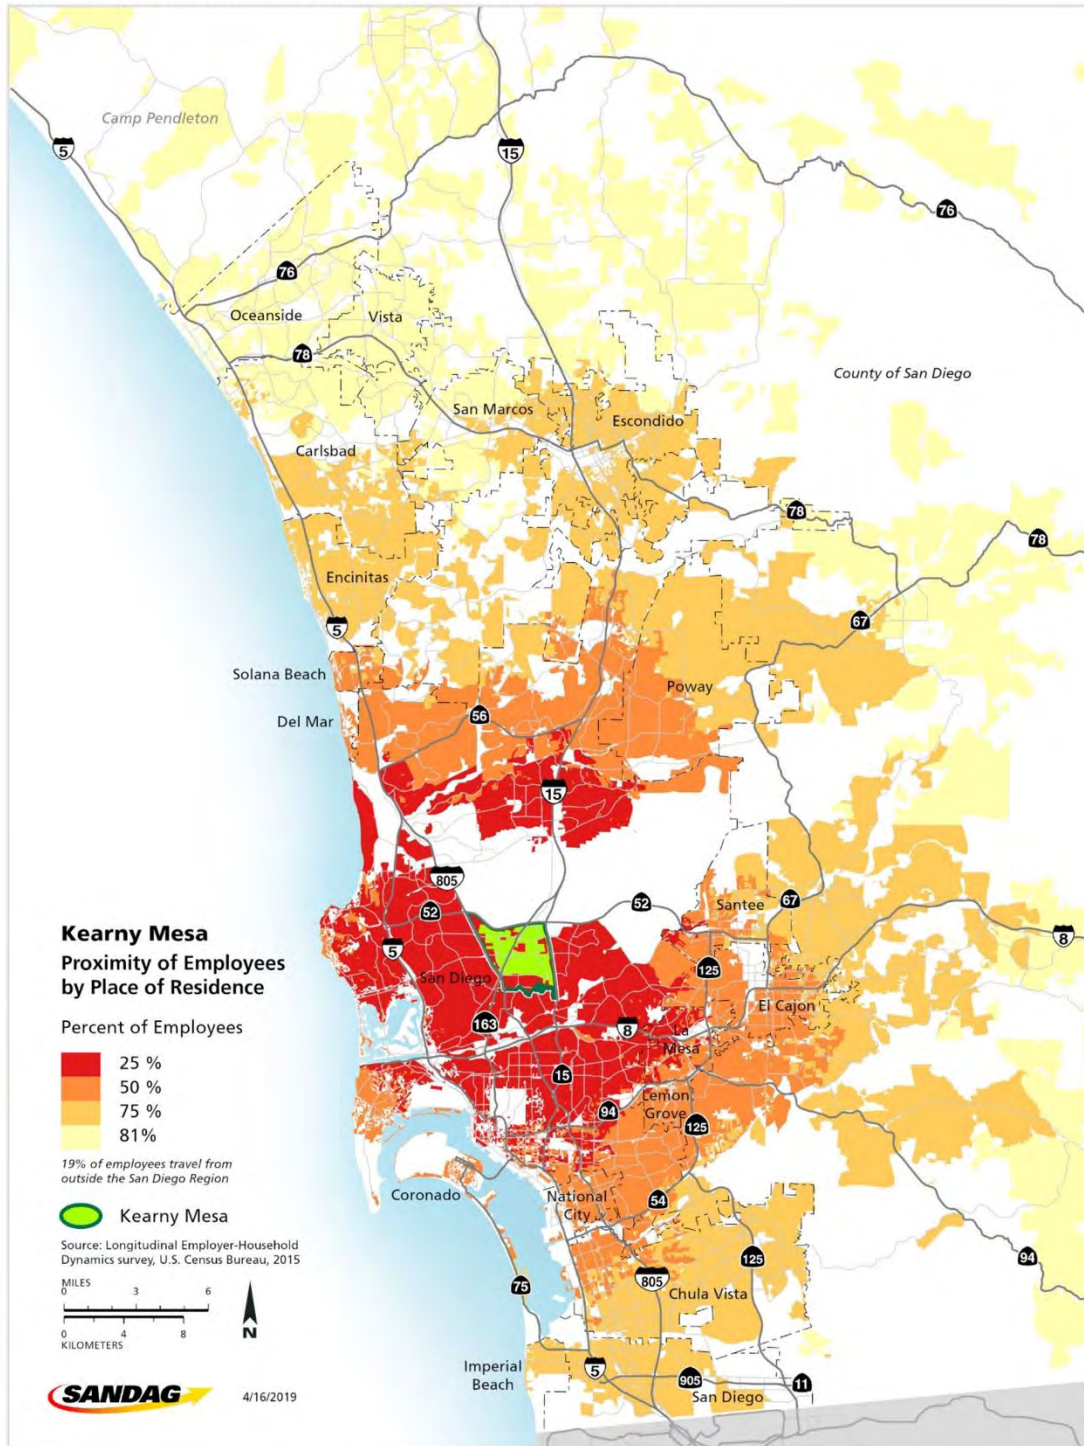 Camp Pendleton
5
15
76
76
Oceanside
Vista
78
County of San Diego
San Marcos
Escondido
Carlsbad
78
78
Encinitas
67
5
Solana Beach
Poway
Del Mar
56
15
805
52
52
Santee
67
8
5
125
San Diego
El Cajon
163
8
La
Mesa
15
94
Lemon
Grove
125
Coronado
National
City
54
94
125
805
75
Chula Vista
Imperial
Beach
5
905
11
San Diego
Kearny Mesa
Proximity of Employees
by Place of Residence
Percent of Employees
25 %
50 %
75 %
81%
19% of employees travel from
outside the San Diego Region
Kearny Mesa
Source: Longitudinal Employer-Household
Dynamics survey, U.S. Census Bureau, 2015
MILES
0 3 6
0 4 8
KILOMETERS
N
SANDAG
4/16/2019